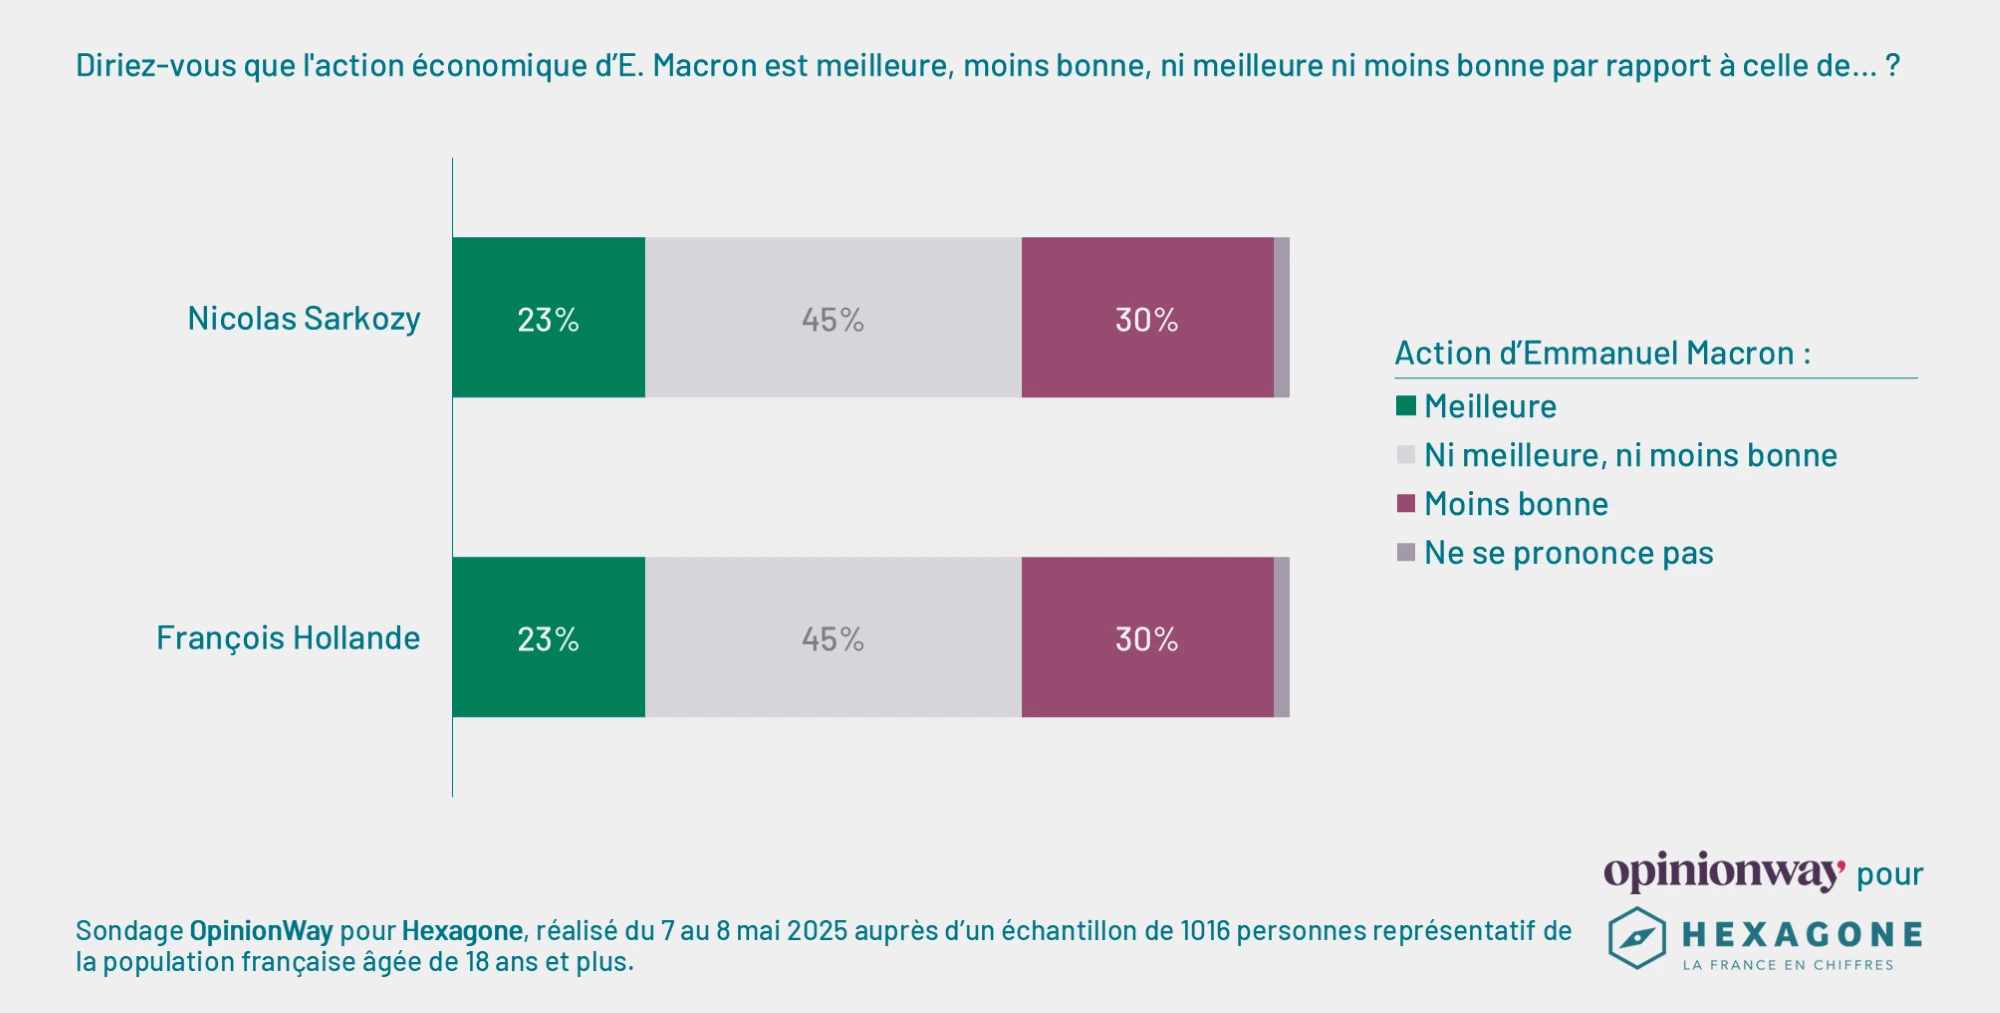 Diriez-vous que l'action économique d’E. Macron est meilleure, moins bonne, ni meilleure ni moins bonne par rapport à celle de... ?
Nicolas Sarkozy
23%
45%
30%
François Hollande
23%
45%
30%
Action d’Emmanuel Macron :
Meilleure
Ni meilleure, ni moins bonne
Moins bonne
Ne se prononce pas
Sondage OpinionWay pour Hexagone, réalisé du 7 au 8 mai 2025 auprès d’un échantillon de 1016 personnes représentatif de
la population française âgée de 18 ans et plus.
opinionway pour
HEXAGONE
LA FRANCE EN CHIFFRES